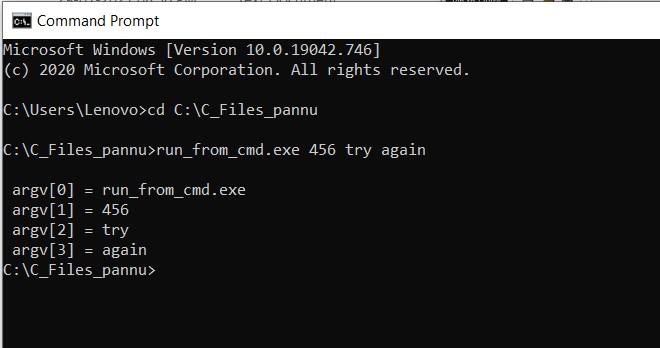 Command Prompt
Microsoft Windows [Version 10.0.19042.746]
(c) 2020 Microsoft Corporation. All rights reserved.
C:\Users\Lenovo>cd C:\C_Files_pannu
C:\C_Files_pannu>run_from_cmd.exe 456 try again
argv[0] = run_from_cmd.exe
argv[1] = 456
argv[2] = try
argv[3] = again
C:\C_Files_pannu>